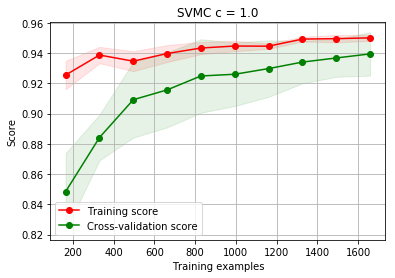 SVMC c = 1.0
Score
0.96
0.94
0.92
0.90
0.88
0.86
0.84
0.82
Training score
Cross-validation score
200 400 600 800 1000 1200 1400 1600
Training examples